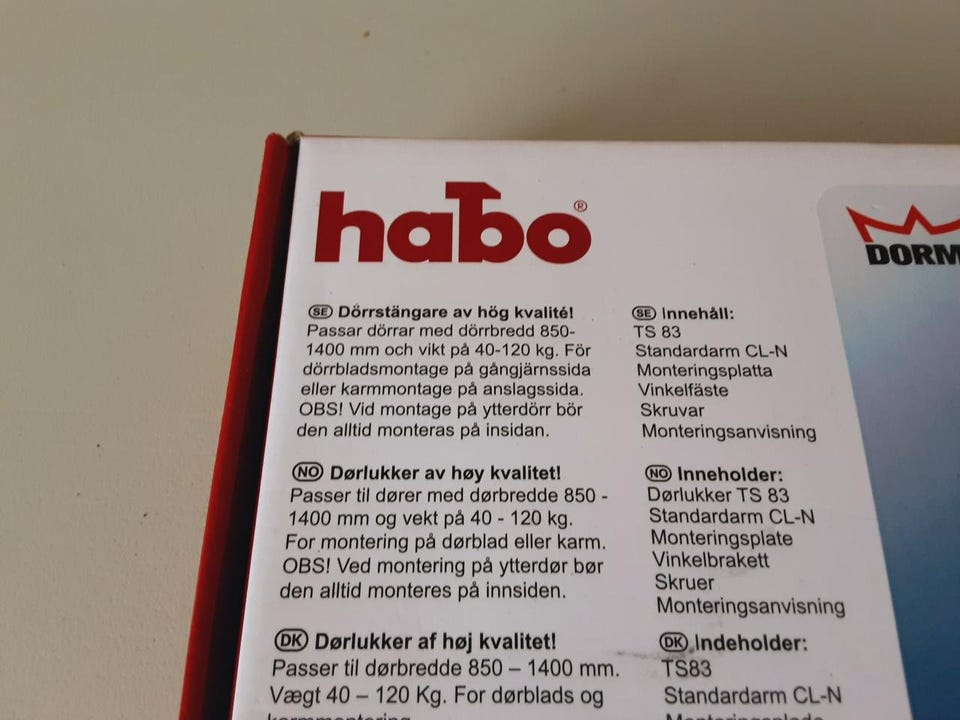 habo®
DORM
SE Dörrstängare av hög kvalité!
Passar dörrar med dörrbredd 850-
1400 mm och vikt på 40-120 kg. För
dörrbladsmontage på gångjärnssida
eller karmmontage på anslagssida.
OBS! Vid montage på ytterdörr bör
den alltid monteras på insidan.
SE Innehåll:
TS 83
Standardarm CL-N
Monteringsplatta
Vinkelfäste
Skruvar
Monteringsanvisning
NO Dørlukker av høy kvalitet!
Passer til dører med dørbredde 850 -
1400 mm og vekt på 40 - 120 kg.
For montering på dørblad eller karm.
OBS! Ved montering på ytterdør bør
den alltid monteres på innsiden.
NO Inneholder:
Dørlukker TS 83
Standardarm CL-N
Monteringsplate
Vinkelbrakett
Skruer
Monteringsanvisning
DK Dørlukker af høj kvalitet!
Passer til dørbredde 850 – 1400 mm.
Vægt 40 – 120 Kg. For dørblads og
karmmontering
DK Indeholder:
TS83
Standardarm CL-N
Monteringsplade